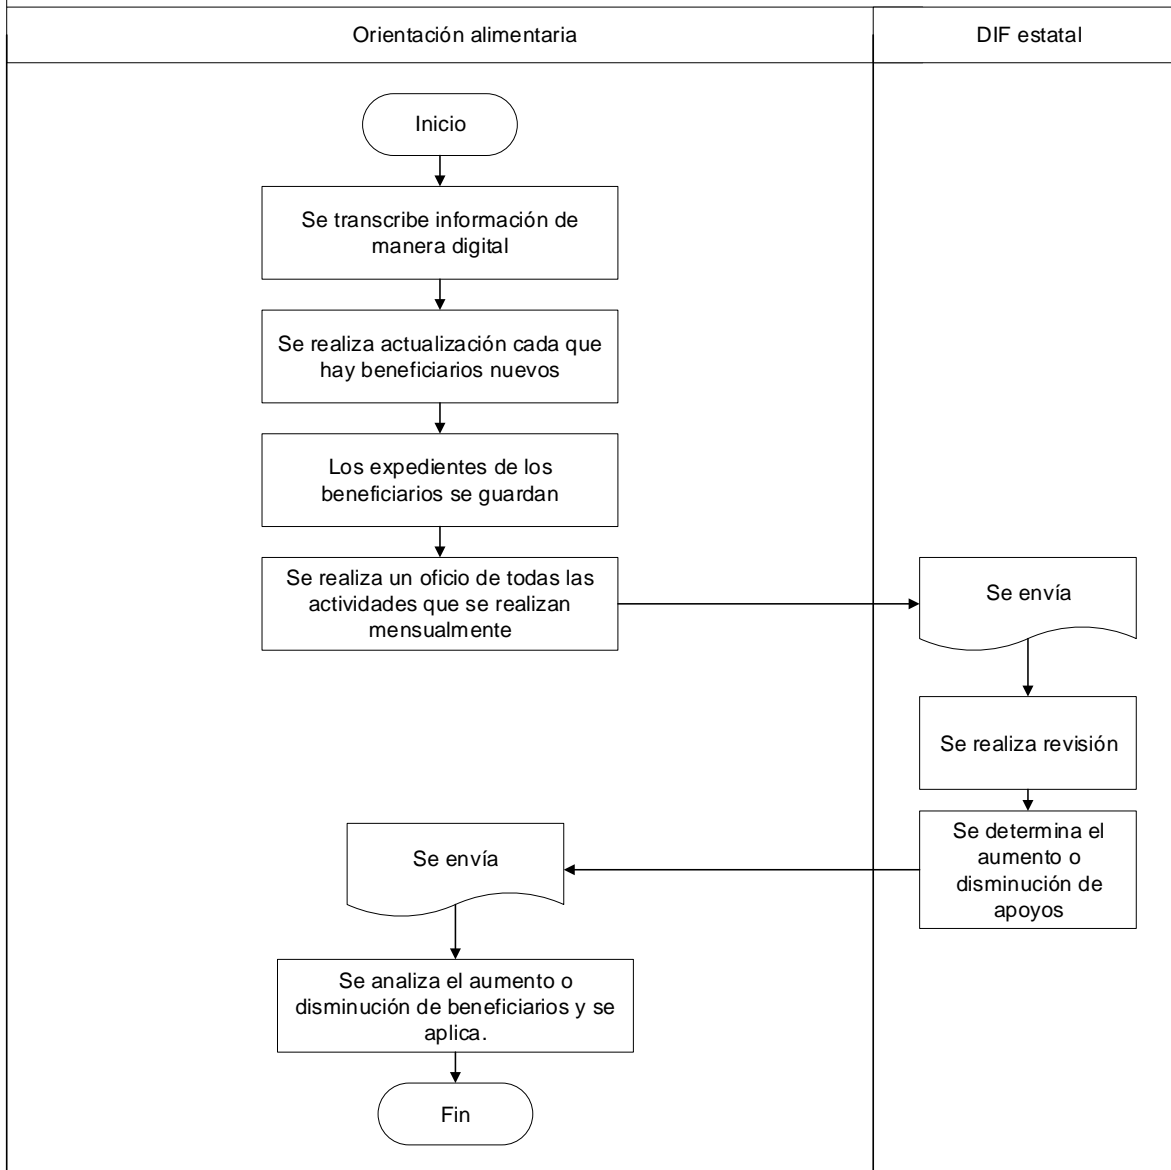 Orientación alimentaria
DIF estatal
Inicio
Se transcribe información de
manera digital
Se realiza actualización cada que
hay beneficiarios nuevos
Los expedientes de los
beneficiarios se guardan
Se realiza un oficio de todas las
actividades que se realizan
mensualmente
Se envía
Se realiza revisión
Se determina el
aumento o
disminución de
apoyos
Se envía
Se analiza el aumento o
disminución de beneficiarios y se
aplica.
Fin